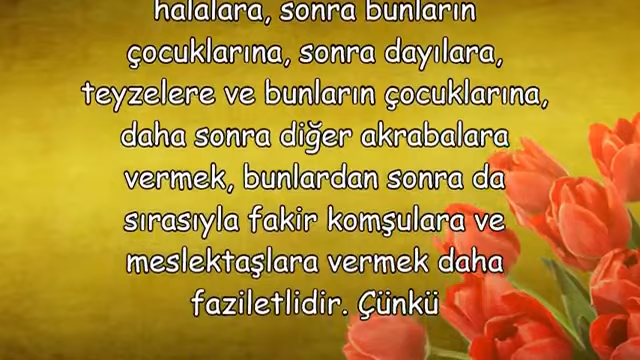 halalara, sonra bunların
çocuklarına, sonra dayılara,
teyzelere ve bunların çocuklarına,
daha sonra diğer akrabalara
vermek, bunlardan sonra da
sırasıyla fakir komşulara ve
meslektaşlara vermek daha
faziletlidir. Çünkü